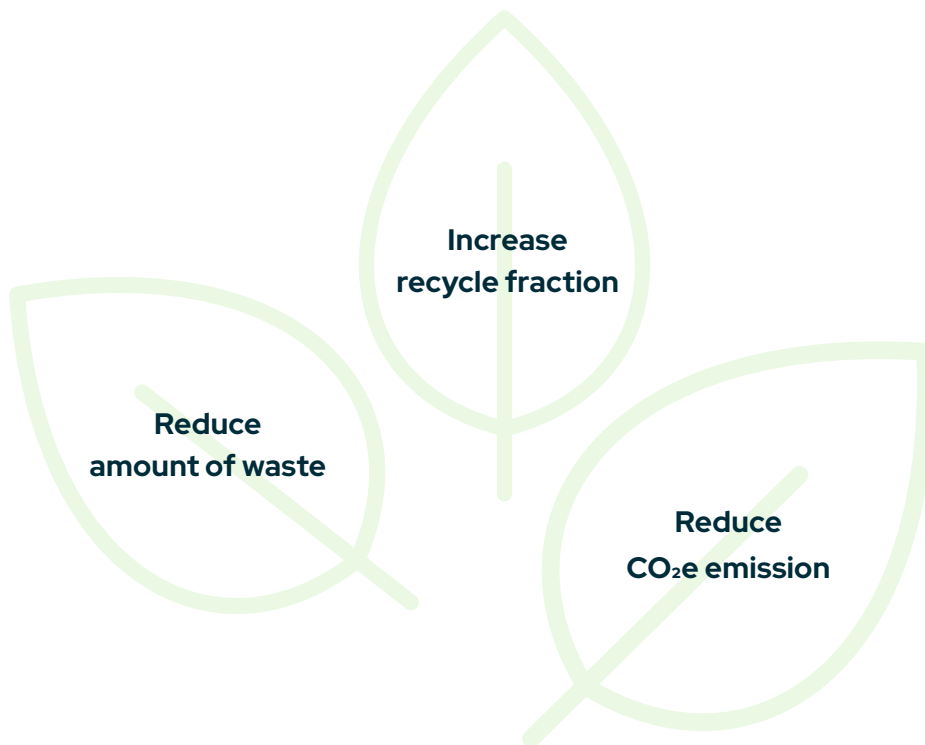 Increase
recycle fraction
Reduce
amount of waste
Reduce
CO₂e emission